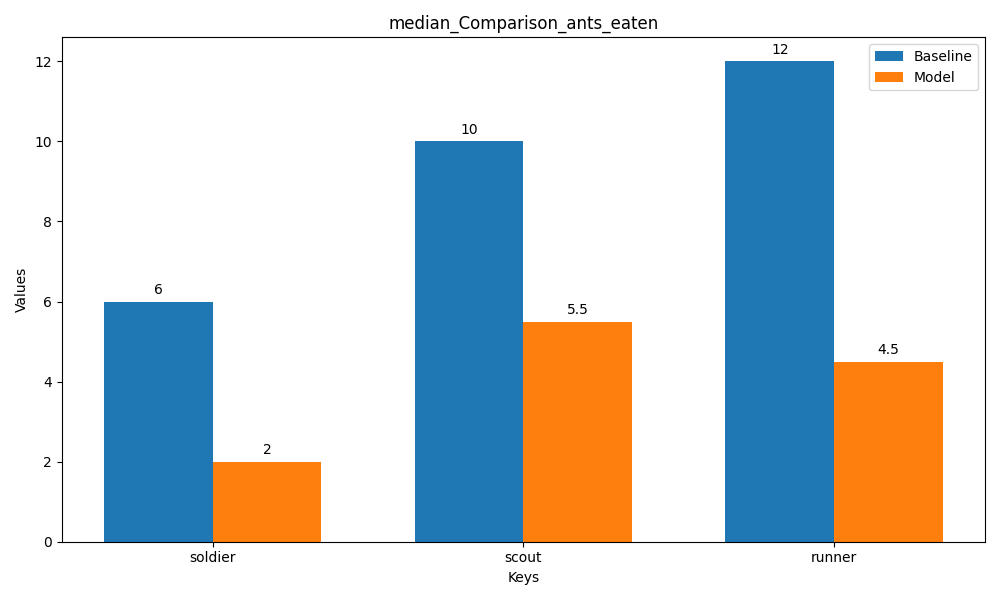 median_Comparison_ants_eaten
Baseline
Model
12
10
6
5.5
4.5
2
Values
12
10
8
6
4
2
0
soldier
scout
runner
Keys